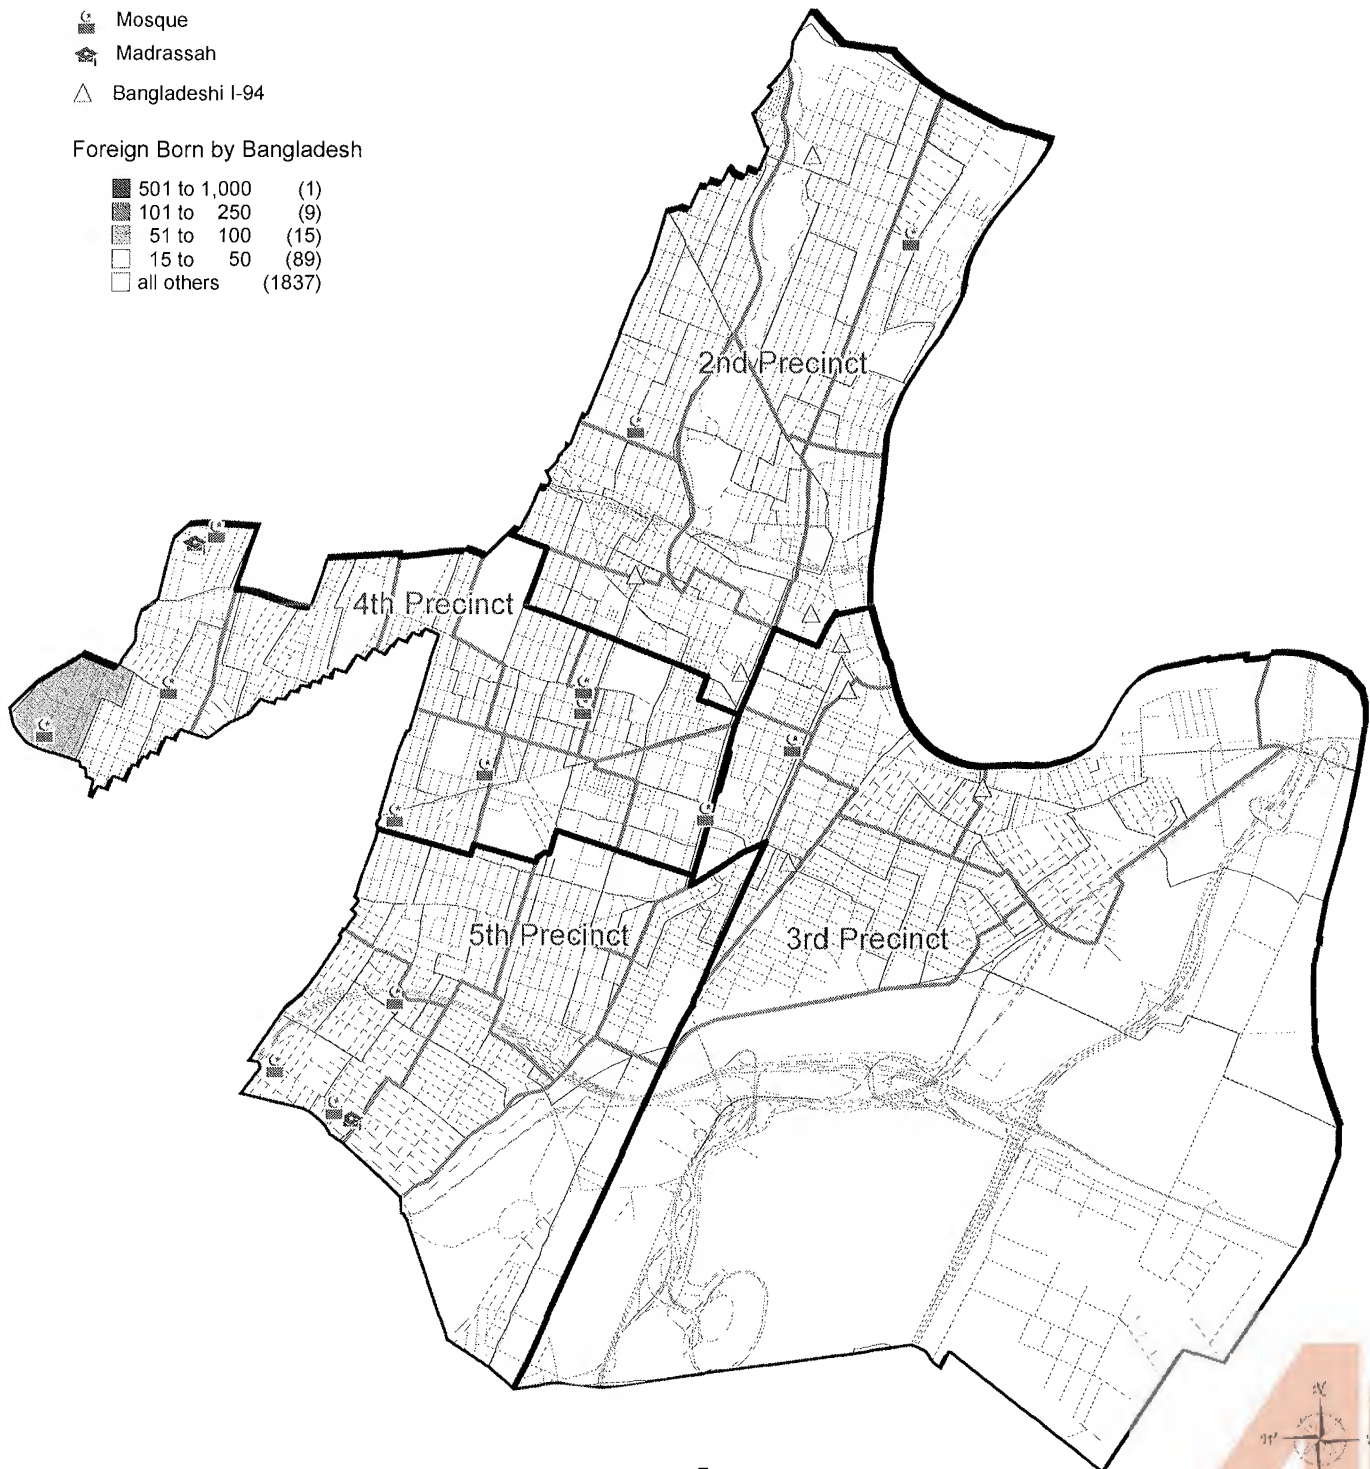 Mosque
Madrassah
Bangladeshi I-94
Foreign Born by Bangladesh
501 to 1,000 (1)
101 to 250 (9)
51 to 100 (15)
15 to 50 (89)
all others (1837)
2nd Precinct
4th Precinct
5th Precinct
3rd Precinct
N